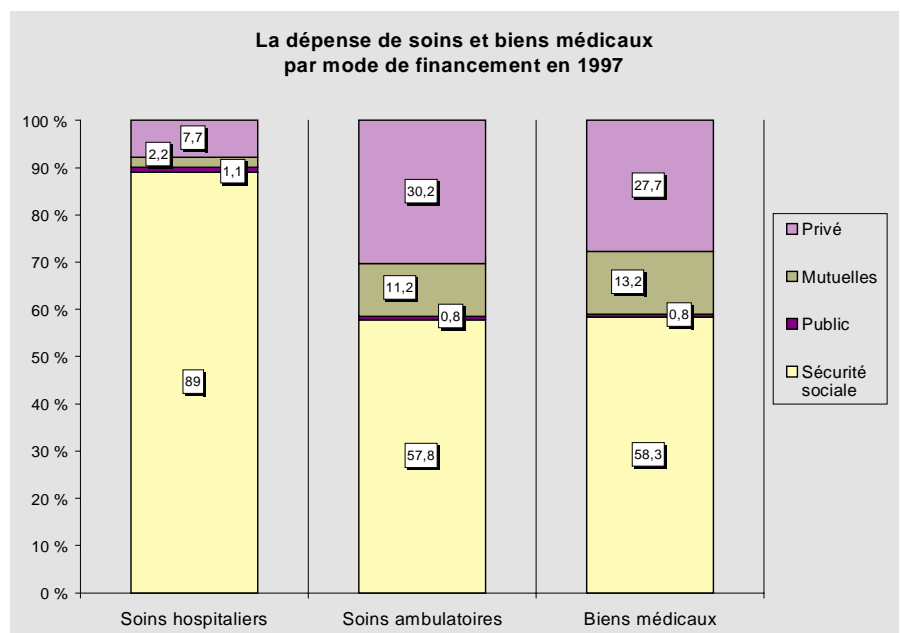 La dépense de soins et biens médicaux
par mode de financement en 1997
100 %
90 %
80 %
70 %
60 %
50 %
40 %
30 %
20 %
10 %
0 %
7,7
2,2
1,1
89
30,2
11,2
0,8
57,8
27,7
13,2
0,8
58,3
Soins hospitaliers
Soins ambulatoires
Biens médicaux
Privé
Mutuelles
Public
Sécurité
sociale